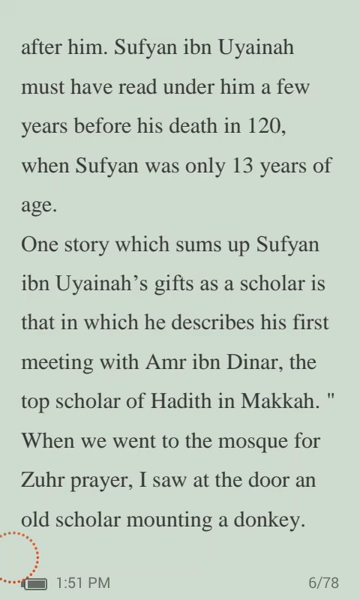 after him. Sufyan ibn Uyainah
must have read under him a few
years before his death in 120,
when Sufyan was only 13 years of
age.
One story which sums up Sufyan
ibn Uyainah’s gifts as a scholar is
that in which he describes his first
meeting with Amr ibn Dinar, the
top scholar of Hadith in Makkah. "
When we went to the mosque for
Zuhr prayer, I saw at the door an
old scholar mounting a donkey.
1:51 PM 6/78